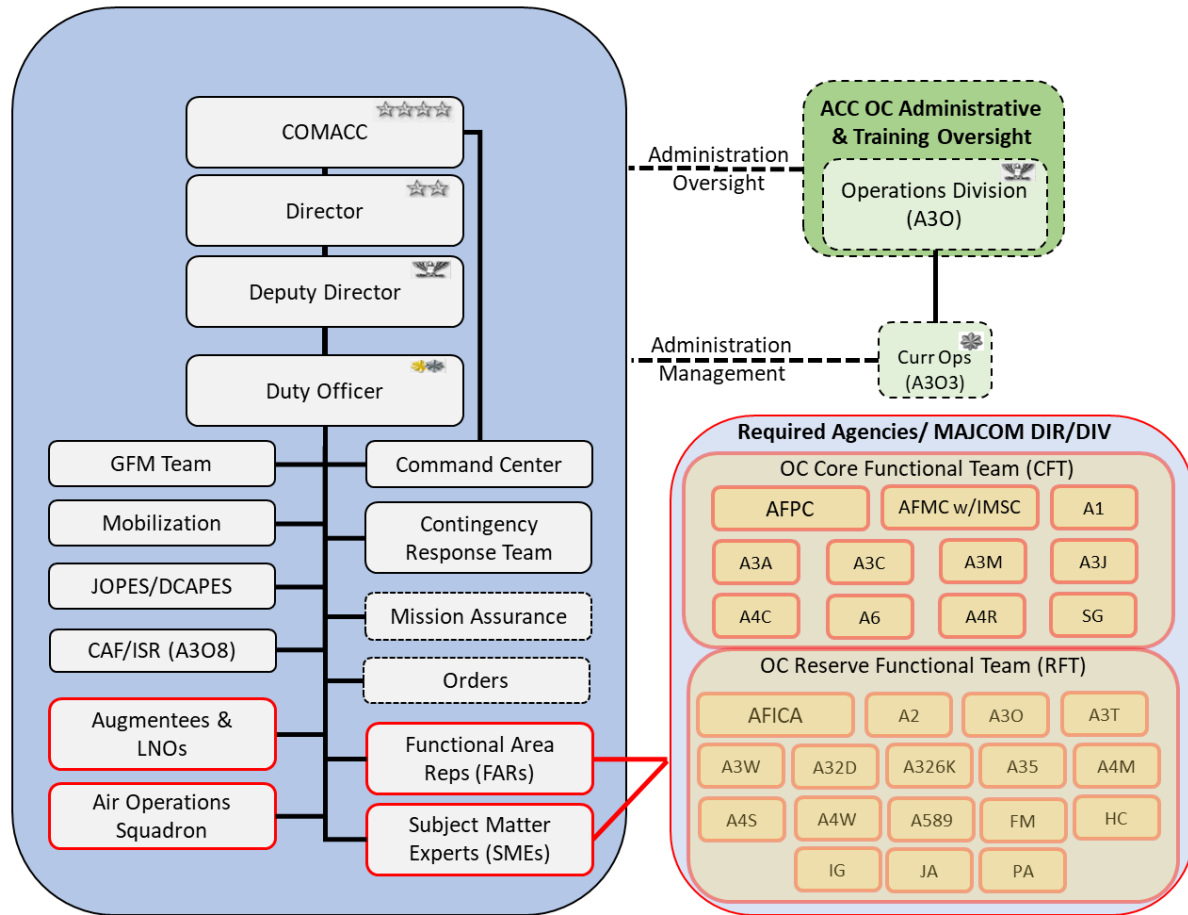 COMACC
Director
Deputy Director
Duty Officer
GFM Team
Command Center
Mobilization
Contingency
Response Team
JOPES/DCAPES
Mission Assurance
CAF/ISR (A3O8)
Orders
Augmentees &
LNOs
Functional Area
Reps (FARs)
Air Operations
Squadron
Subject Matter
Experts (SMEs)
Administration
Oversight
ACC OC Administrative
& Training Oversight
Operations Division
(A3O)
Administration
Management
Curr Ops
(A3O3)
Required Agencies/ MAJCOM DIR/DIV
OC Core Functional Team (CFT)
AFPC
AFMC w/IMSC
A1
A3A
A3C
A3M
A3J
A4C
A6
A4R
SG
OC Reserve Functional Team (RFT)
AFICA
A2
A3O
A3T
A3W
A32D
A326K
A35
A4M
A4S
A4W
A589
FM
HC
IG
JA
PA